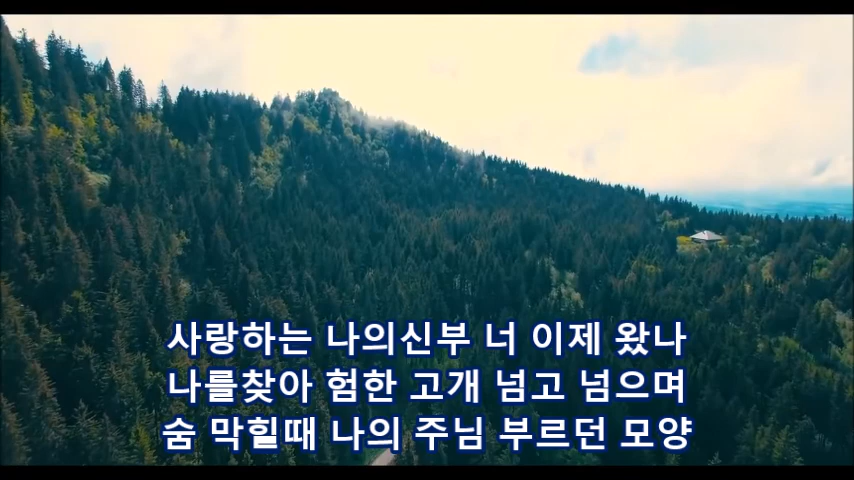 사랑하는 나의신부 너 이제 왔나
나를찾아 험한 고개 넘고 넘으며
숨 막힐때 나의 주님 부르던 모양